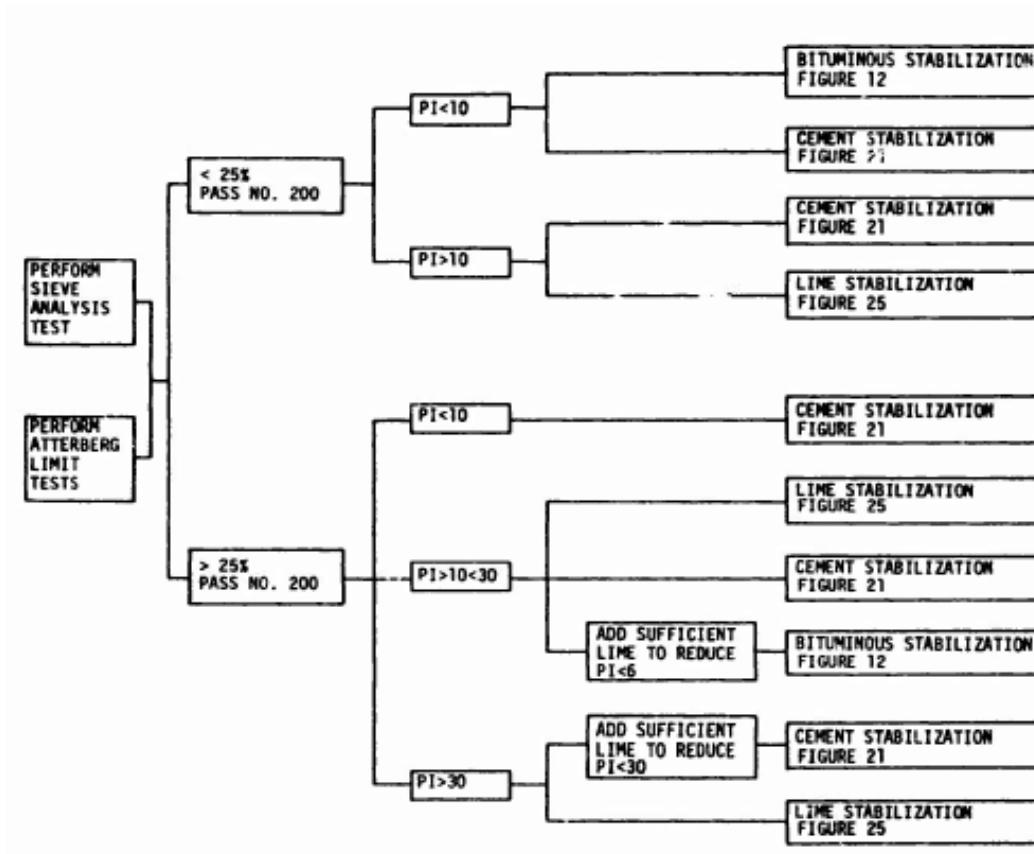 PERFORM
SIEVE
ANALYSIS
TEST
PERFORM
ATTERBERG
LIMIT
TESTS
< 25%
PASS NO. 200
> 25%
PASS NO. 200
PI<10
PI>10
PI<10
PI>10<30
PI>30
ADD SUFFICIENT
LIME TO REDUCE
PI<6
ADD SUFFICIENT
LIME TO REDUCE
PI<30
BITUMINOUS STABILIZATION
FIGURE 12
CEMENT STABILIZATION
FIGURE
CEMENT STABILIZATION
FIGURE 21
LIME STABILIZATION
FIGURE 25
CEMENT STABILIZATION
FIGURE 21
LIME STABILIZATION
FIGURE 25
CEMENT STABILIZATION
FIGURE 21
BITUMINOUS STABILIZATION
FIGURE 12
CEMENT STABILIZATION
FIGURE 21
LIME STABILIZATION
FIGURE 25